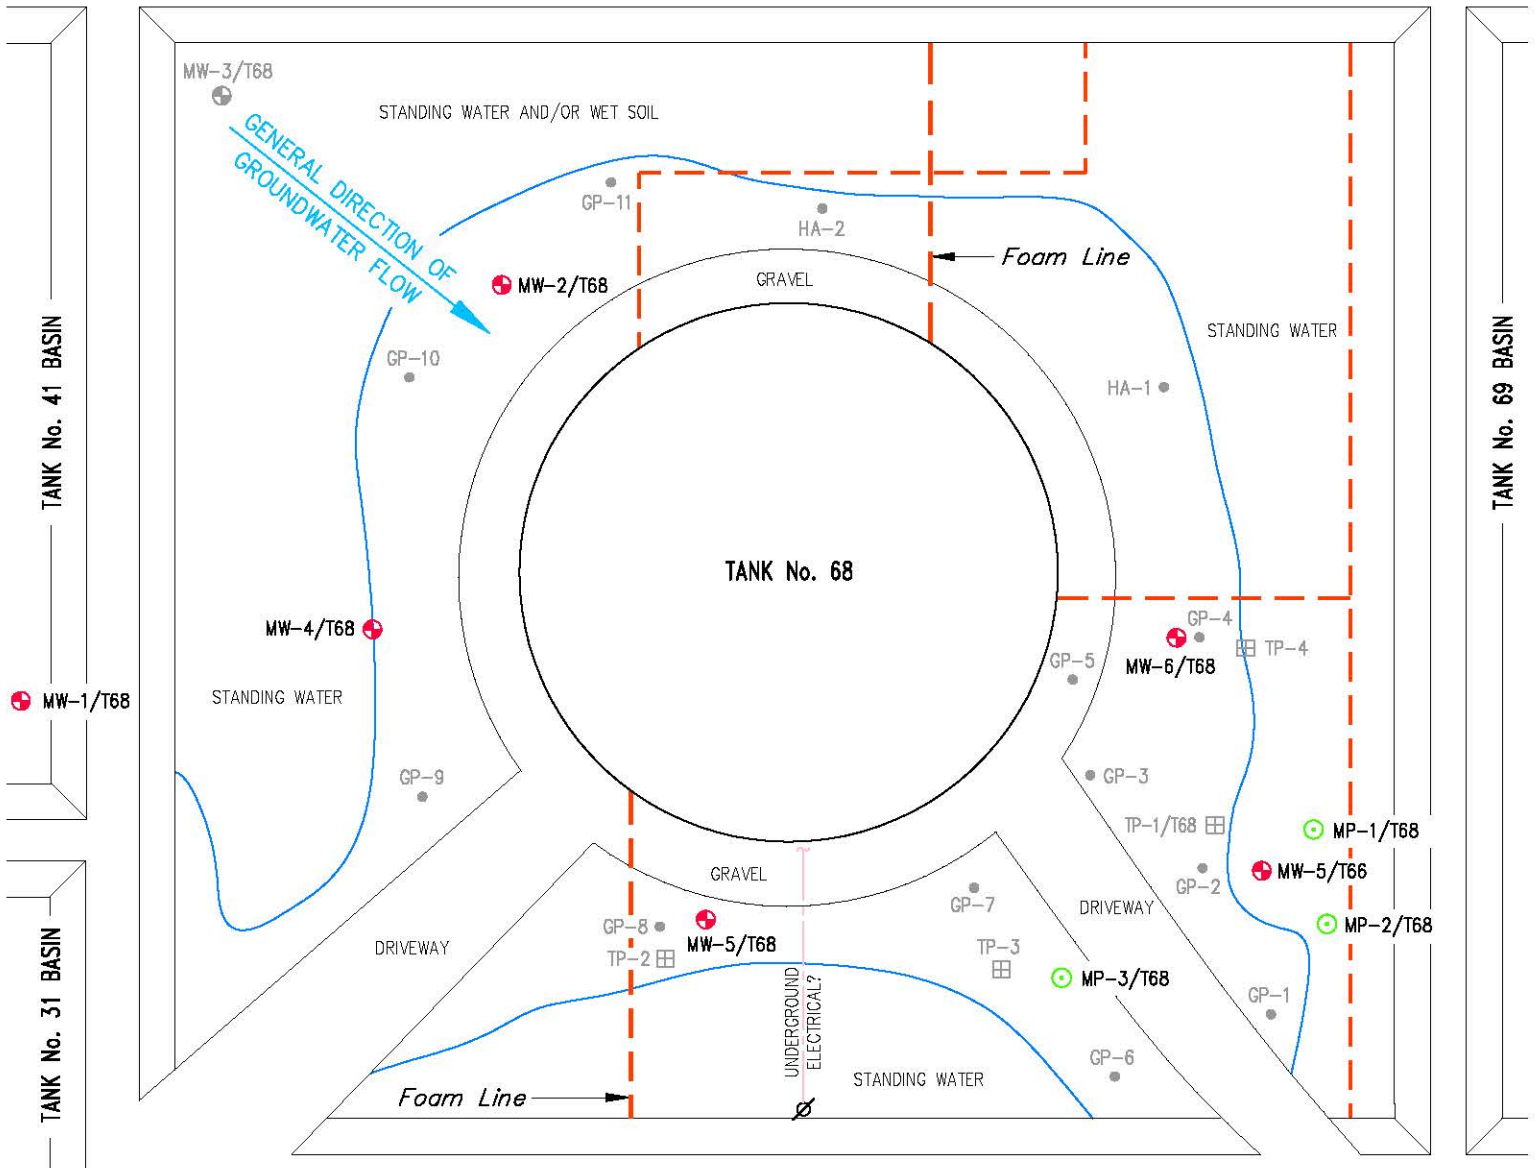 MW-3/T68
STANDING WATER AND/OR WET SOIL
GENERAL DIRECTION OF
GROUNDWATER FLOW
GP-11
HA-2
Foam Line
GRAVEL
MW-2/T68
STANDING WATER
TANK No. 41 BASIN
TANK No. 69 BASIN
GP-10
HA-1
TANK No. 68
MW-4/T68
GP-4
TP-4
MW-6/T68
GP-5
STANDING WATER
MW-1/T68
GP-9
GP-3
TP-1/T68
MP-1/T68
GRAVEL
GP-2
MW-5/T66
GP-7
DRIVEWAY
GP-8
MP-2/T68
MW-5/T68
DRIVEWAY
TP-2
TP-3
MP-3/T68
UNDERGROUND
ELECTRICAL?
GP-1
TANK No. 31 BASIN
GP-6
STANDING WATER
Foam Line